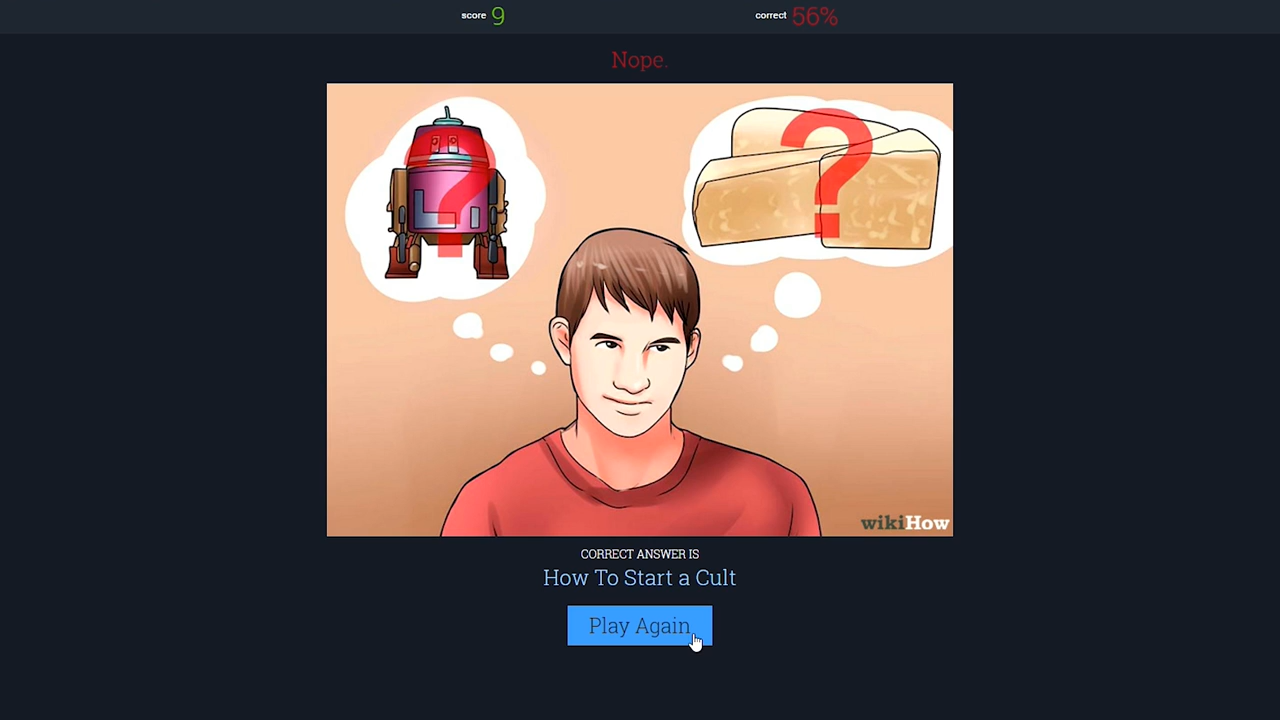 score 9
correct 56%
Nope.
?
?
wikiHow
CORRECT ANSWER IS
How To Start a Cult
Play Again